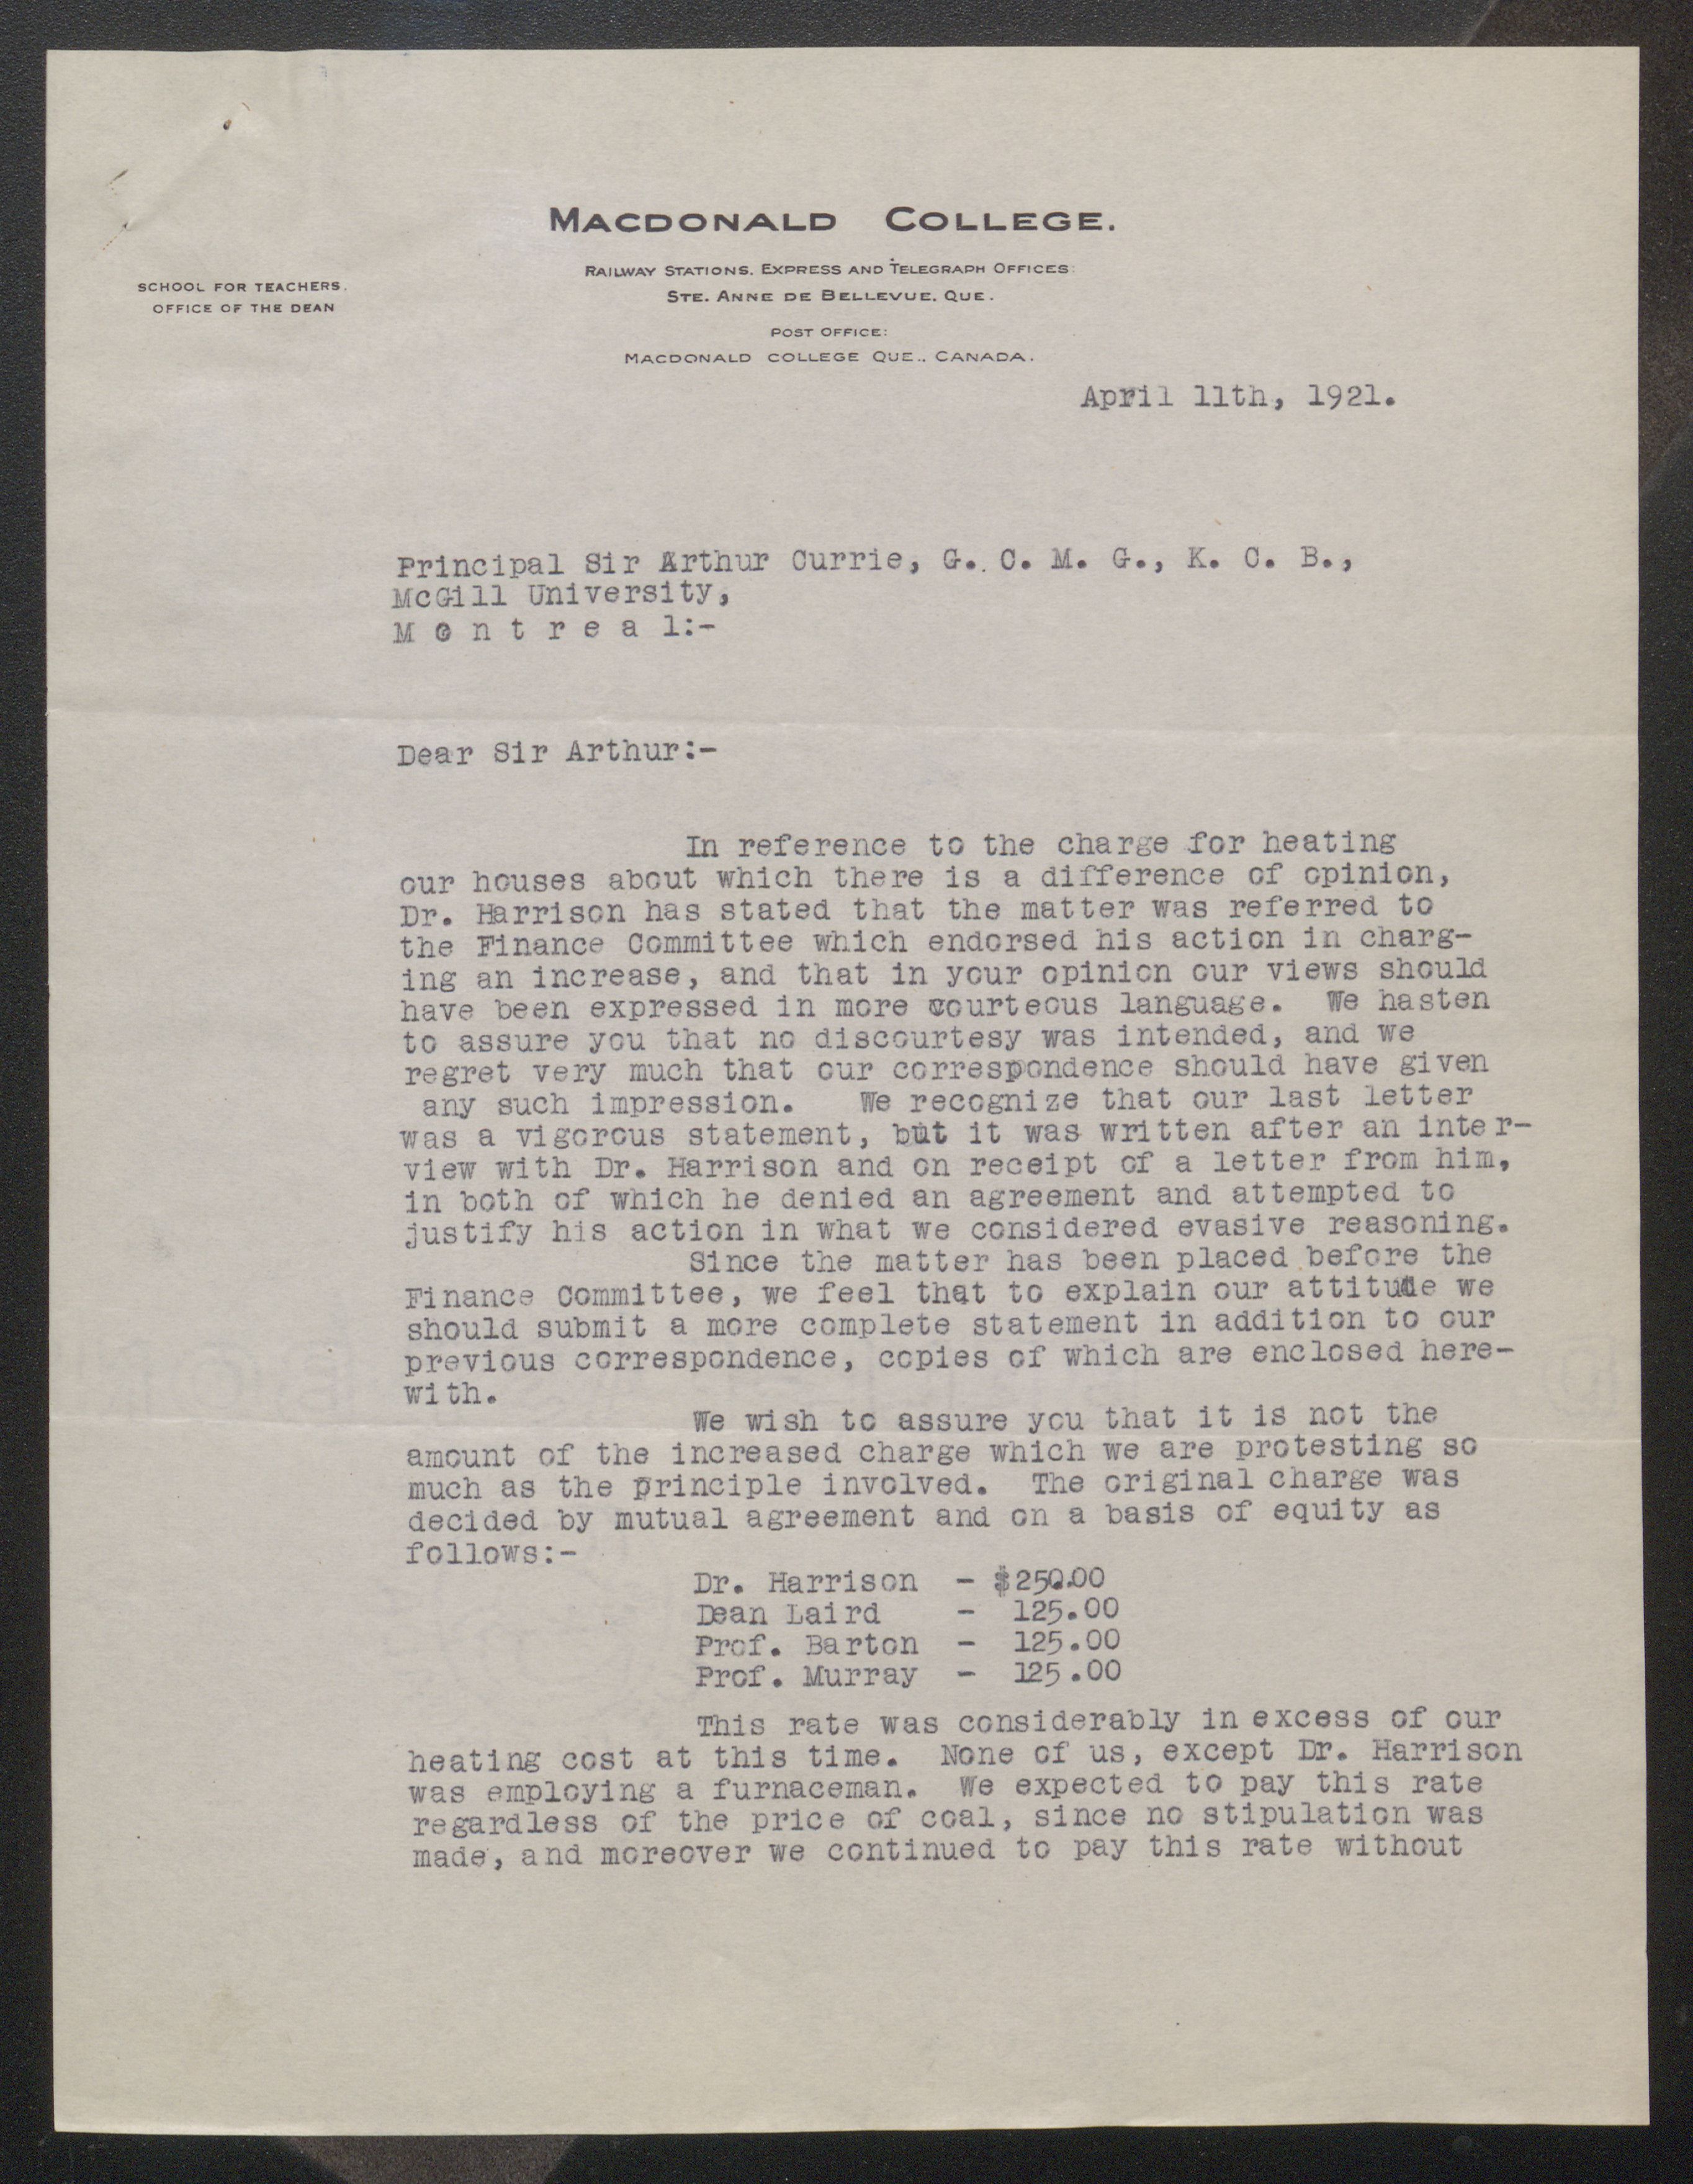 MACDONALD COLLEGE.
RAILWAY STATIONS, EXPRESS AND TELEGRAPH OFFICES:
STE. ANNE DE BELLEVUE, QUE.
SCHOOL FOR TEACHERS.
OFFICE OF THE DEAN
POST OFFICE:
MACDONALD COLLEGE QUE., CANADA.
April 11th, 1921.
Principal Sir Arthur Currie, G. C. M. G., K. C. B.,
McGill University,
M o n t r e a l:-
Dear Sir Arthur:-
In reference to the charge for heating
our houses about which there is a difference of opinion,
Dr. Harrison has stated that the matter was referred to
the Finance Committee which endorsed his action in charg-
ing an increase, and that in your opinion our views should
have been expressed in more courteous language. We hasten
to assure you that no discourtesy was intended, and we
regret very much that our correspondence should have given
any such impression. We recognize that our last letter
was a vigorous statement, but it was written after an inter-
view with Dr. Harrison and on receipt of a letter from him,
in both of which he denied an agreement and attempted to
justify his action in what we considered evasive reasoning.
Since the matter has been placed before the
Finance Committee, we feel that to explain our attitude we
should submit a more complete statement in addition to our
previous correspondence, copies of which are enclosed here-
with.
We wish to assure you that it is not the
amount of the increased charge which we are protesting so
much as the principle involved. The original charge was
decided by mutual agreement and on a basis of equity as
follows:-
Dr. Harrison - $250.00
Dean Laird - 125.00
Prof. Barton - 125.00
Prof. Murray - 125.00
This rate was considerably in excess of our
heating cost at this time. None of us, except Dr. Harrison
was employing a furnaceman. We expected to pay this rate
regardless of the price of coal, since no stipulation was
made, and moreover we continued to pay this rate without